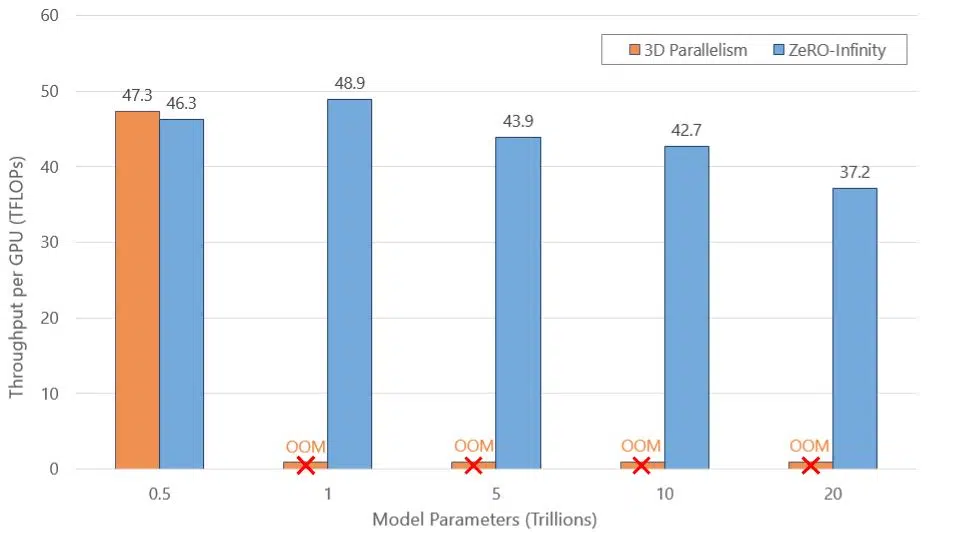 60
3D Parallelism
ZeRO-Infinity
50
47.3
46.3
48.9
43.9
42.7
37.2
40
30
20
10
0
OOM
OOM
OOM
OOM
0.5
1
5
10
20
Throughput per GPU (TFLOPs)
Model Parameters (Trillions)